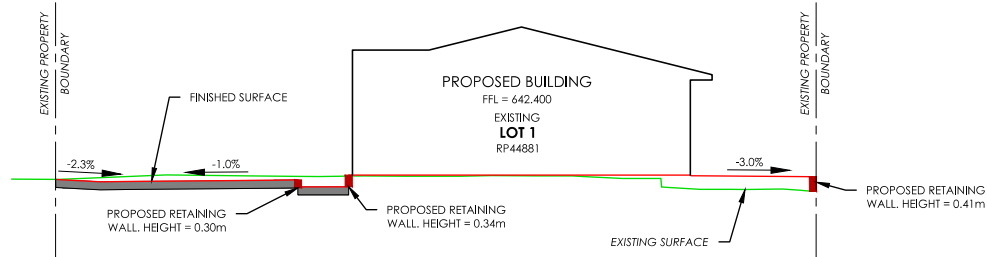 EXISTING PROPERTY
BOUNDARY
FINISHED SURFACE
PROPOSED BUILDING
FFL = 642.400
EXISTING
LOT 1
RP44881
EXISTING PROPERTY
BOUNDARY
-2.3%
-1.0%
-3.0%
PROPOSED RETAINING
WALL. HEIGHT = 0.30m
PROPOSED RETAINING
WALL. HEIGHT = 0.34m
EXISTING SURFACE
PROPOSED RETAINING
WALL. HEIGHT = 0.41m